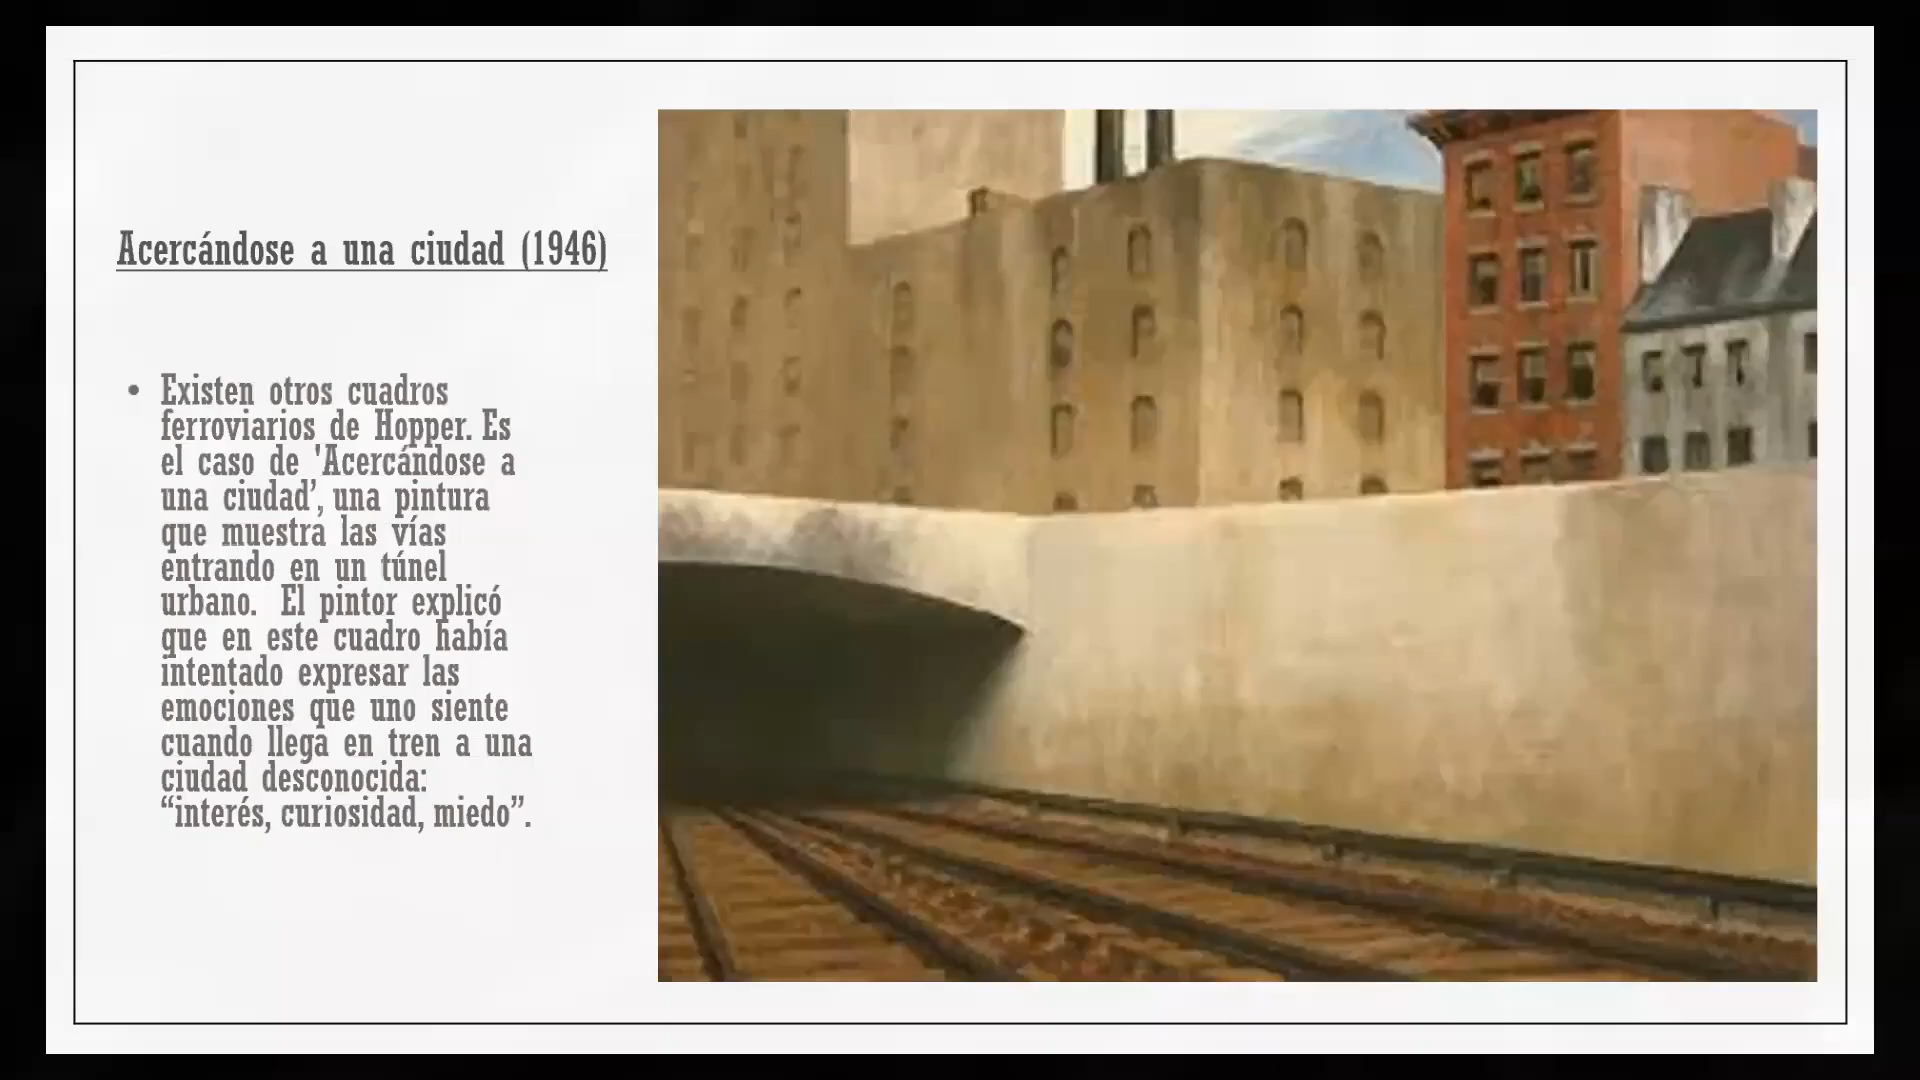 Acercándose a una ciudad (1946)
• Existen otros cuadros
ferroviarios de Hopper. Es
el caso de 'Acercándose a
una ciudad’, una pintura
que muestra las vías
entrando en un túnel
urbano. El pintor explicó
que en este cuadro había
intentado expresar las
emociones que uno siente
cuando llega en tren a una
ciudad desconocida:
“interés, curiosidad, miedo”.